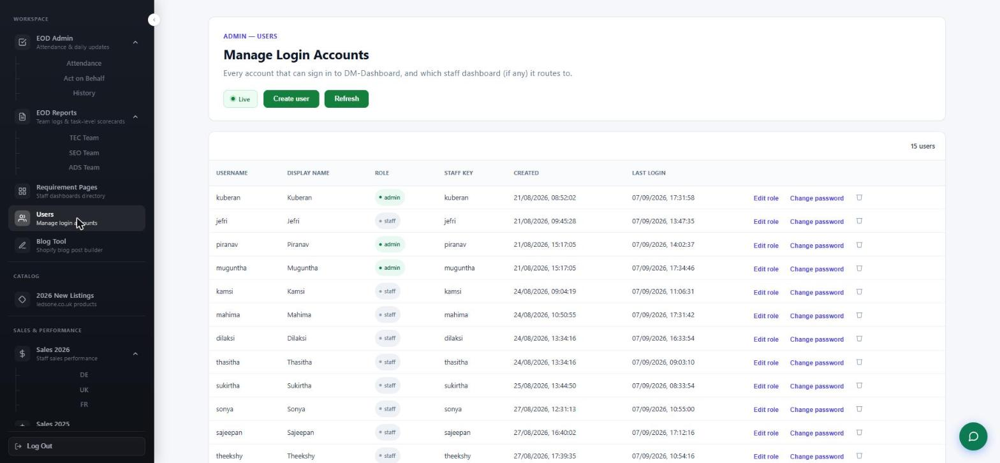 WORKSPACE
EOD Admin
Attendance & daily updates
Attendance
Act on Behalf
History
EOD Reports
Team logs & task-level scorecards
TEC Team
SEO Team
ADS Team
Requirement Pages
Staff dashboards directory
Users
Manage login accounts
Blog Tool
Shopify blog post builder
CATALOG
2026 New Listings
ledsone.co.uk products
SALES & PERFORMANCE
Sales 2026
Staff sales performance
DE
UK
FR
Sales 2025
Log Out
ADMIN — USERS
Manage Login Accounts
Every account that can sign in to DM-Dashboard, and which staff dashboard (if any) it routes to.
Live Create user Refresh
15 users
USERNAME DISPLAY NAME ROLE STAFF KEY CREATED LAST LOGIN
kuberan Kuberan admin kuberan 21/08/2026, 08:52:02 07/09/2026, 17:31:58 Edit role Change password
jefri Jefri staff jefri 21/08/2026, 09:45:28 07/09/2026, 13:47:35 Edit role Change password
piranav Piranav admin piranav 21/08/2026, 15:17:05 07/09/2026, 14:02:37 Edit role Change password
muguntha Muguntha admin muguntha 21/08/2026, 15:17:05 07/09/2026, 17:34:46 Edit role Change password
kamsi Kamsi staff kamsi 24/08/2026, 09:04:19 07/09/2026, 11:06:31 Edit role Change password
mahima Mahima staff mahima 24/08/2026, 10:50:55 07/09/2026, 17:31:42 Edit role Change password
dilaksi Dilaksi staff dilaksi 24/08/2026, 13:34:16 07/09/2026, 16:33:54 Edit role Change password
thasitha Thasitha staff thasitha 24/08/2026, 13:34:16 07/09/2026, 09:03:10 Edit role Change password
sukirtha Sukirtha staff sukirtha 25/08/2026, 13:44:50 07/09/2026, 08:33:54 Edit role Change password
sonya Sonya staff sonya 27/08/2026, 12:31:13 07/09/2026, 10:55:00 Edit role Change password
sajeepan Sajeepan staff sajeepan 27/08/2026, 16:40:02 07/09/2026, 17:12:16 Edit role Change password
theekshy Theekshy staff theekshy 27/08/2026, 17:39:35 07/09/2026, 10:54:16 Edit role Change password